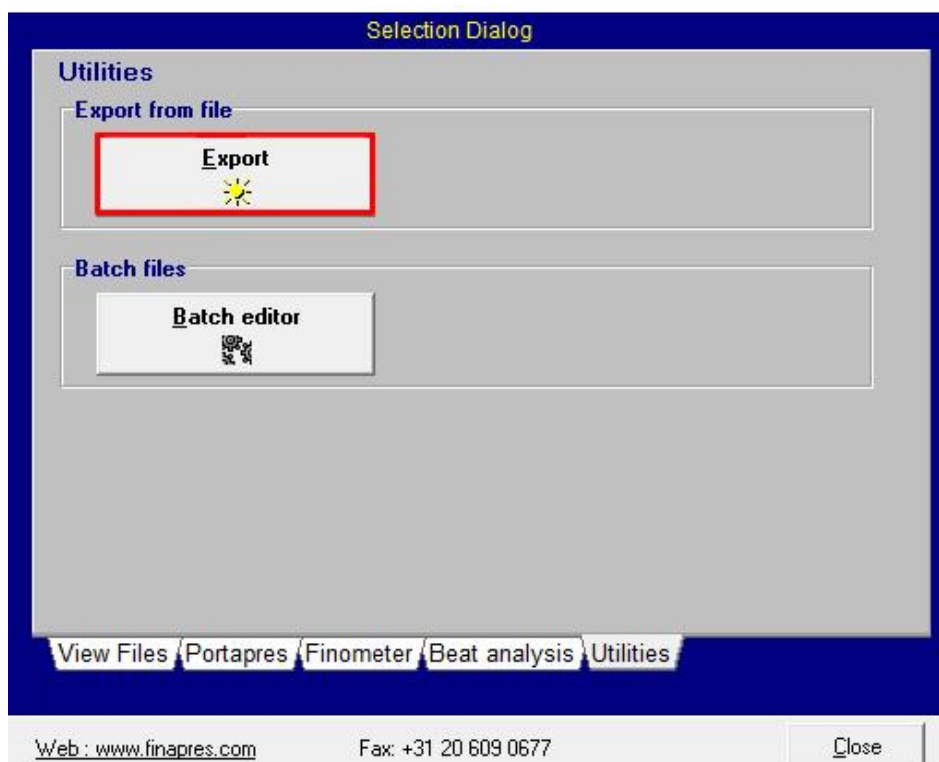 Selection Dialog
Utilities
Export from file
Export
Batch files
Batch editor
View Files Portapres Finometer Beat analysis Utilities
Web : www.finapres.com Fax: +31 20 609 0677 Close